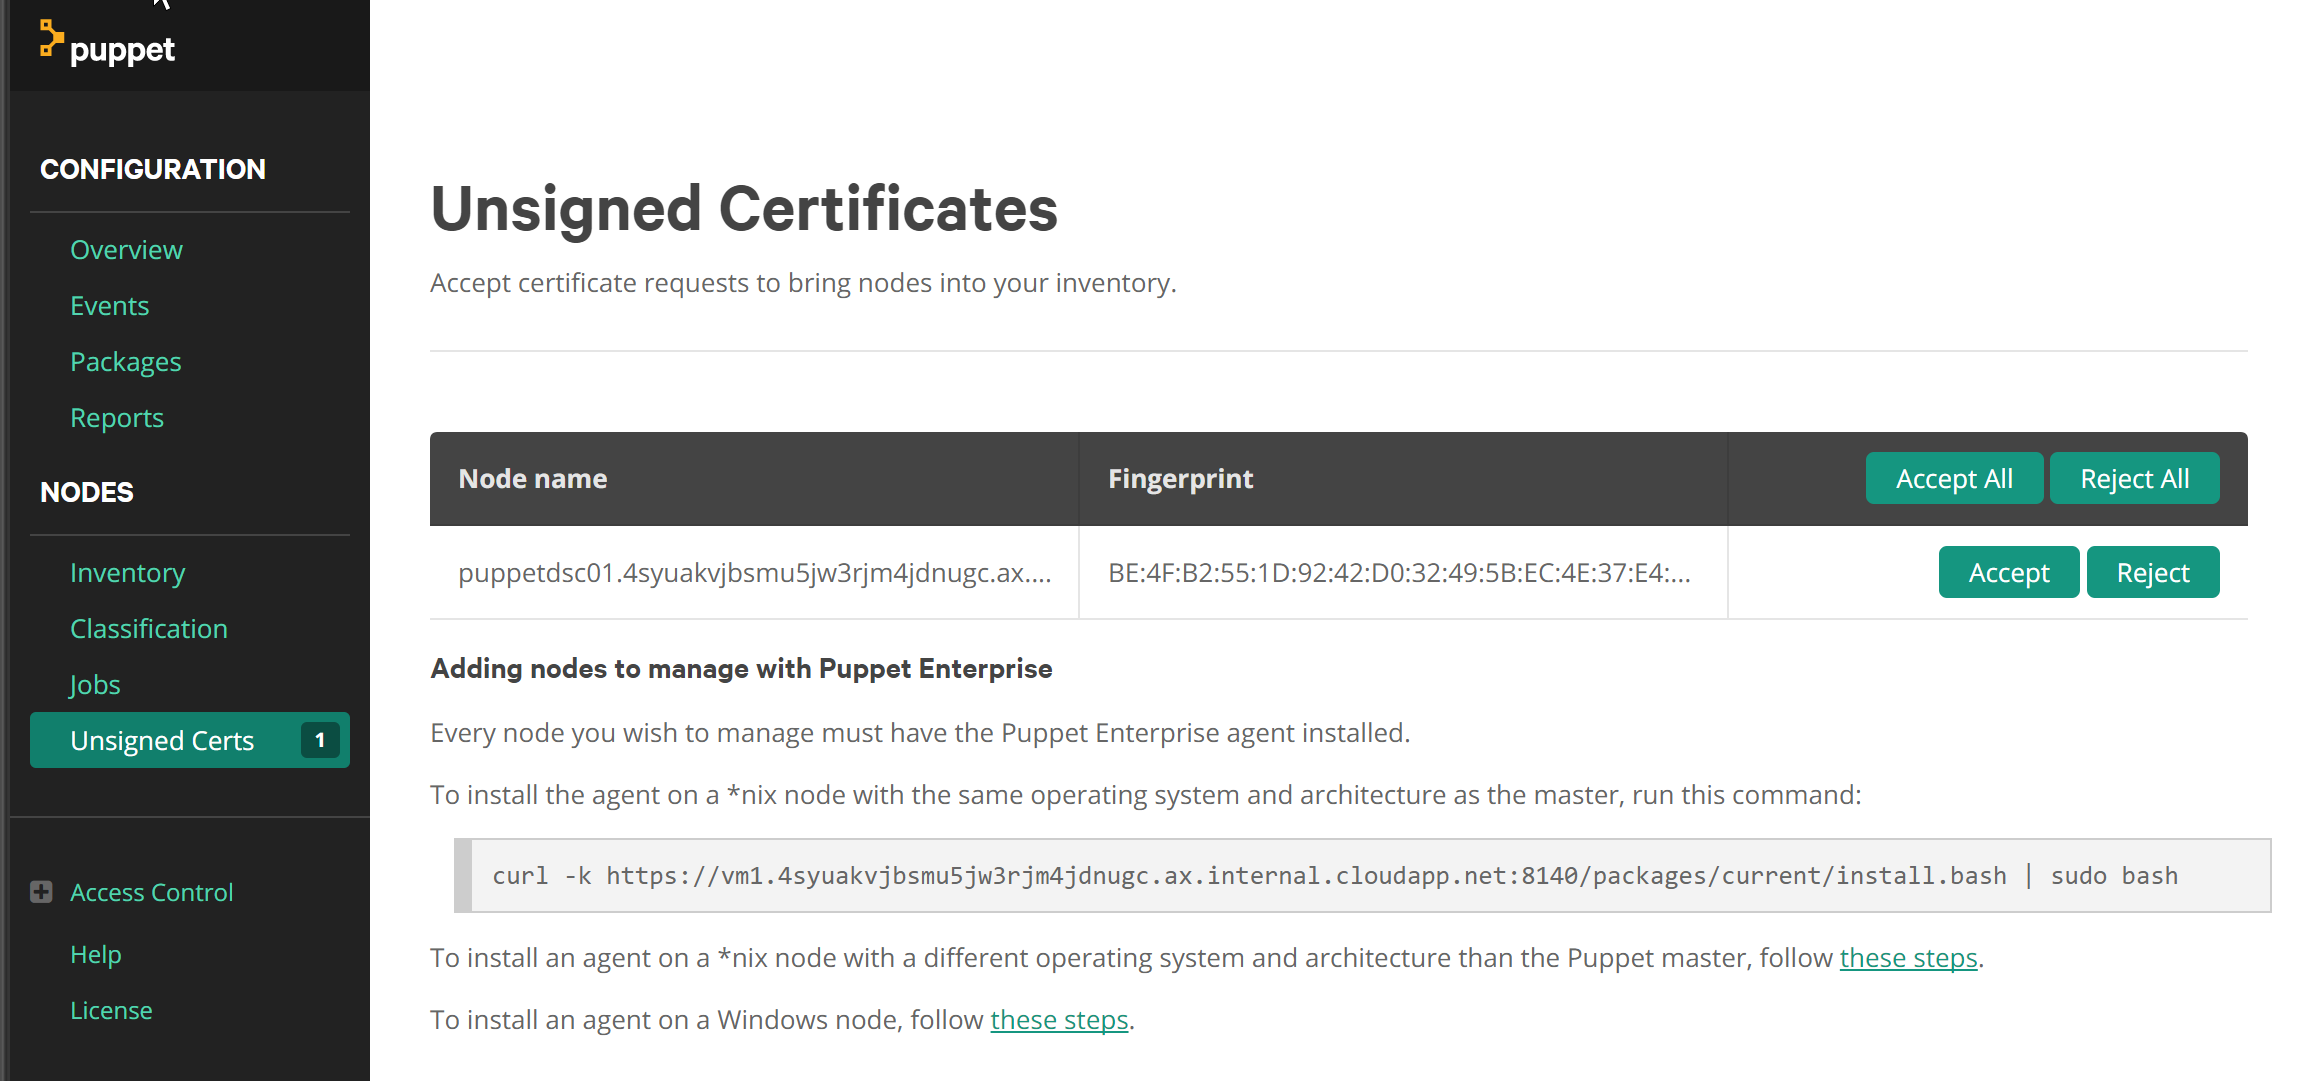 puppet
CONFIGURATION
Overview
Events
Packages
Reports
NODES
Inventory
Classification
Jobs
Unsigned Certs 1
Access Control
Help
License
Unsigned Certificates
Accept certificate requests to bring nodes into your inventory.
Node name Fingerprint Accept All Reject All
puppetdsc01.4syuakvjbsmu5jw3rjm4jdnugc.ax.... BE:4F:B2:55:1D:92:42:D0:32:49:5B:EC:4E:37:E4:... Accept Reject
Adding nodes to manage with Puppet Enterprise
Every node you wish to manage must have the Puppet Enterprise agent installed.
To install the agent on a *nix node with the same operating system and architecture as the master, run this command:
curl -k https://vm1.4syuakvjbsmu5jw3rjm4jdnugc.ax.internal.cloudapp.net:8140/packages/current/install.bash | sudo bash
To install an agent on a *nix node with a different operating system and architecture than the Puppet master, follow these steps.
To install an agent on a Windows node, follow these steps.